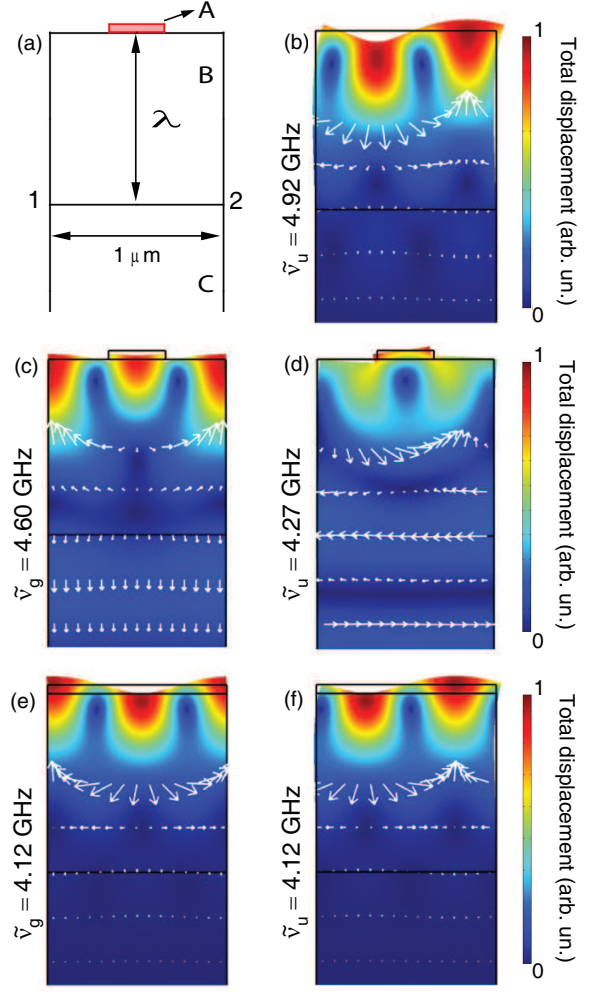 (a)
A
B
λ
1
2
1 μm
C
(b)
ν̃u = 4.92 GHz
1
Total displacement (arb. un.)
0
(c)
ν̃g = 4.60 GHz
(d)
ν̃u = 4.27 GHz
1
Total displacement (arb. un.)
0
(e)
ν̃g = 4.12 GHz
(f)
ν̃u = 4.12 GHz
1
Total displacement (arb. un.)
0